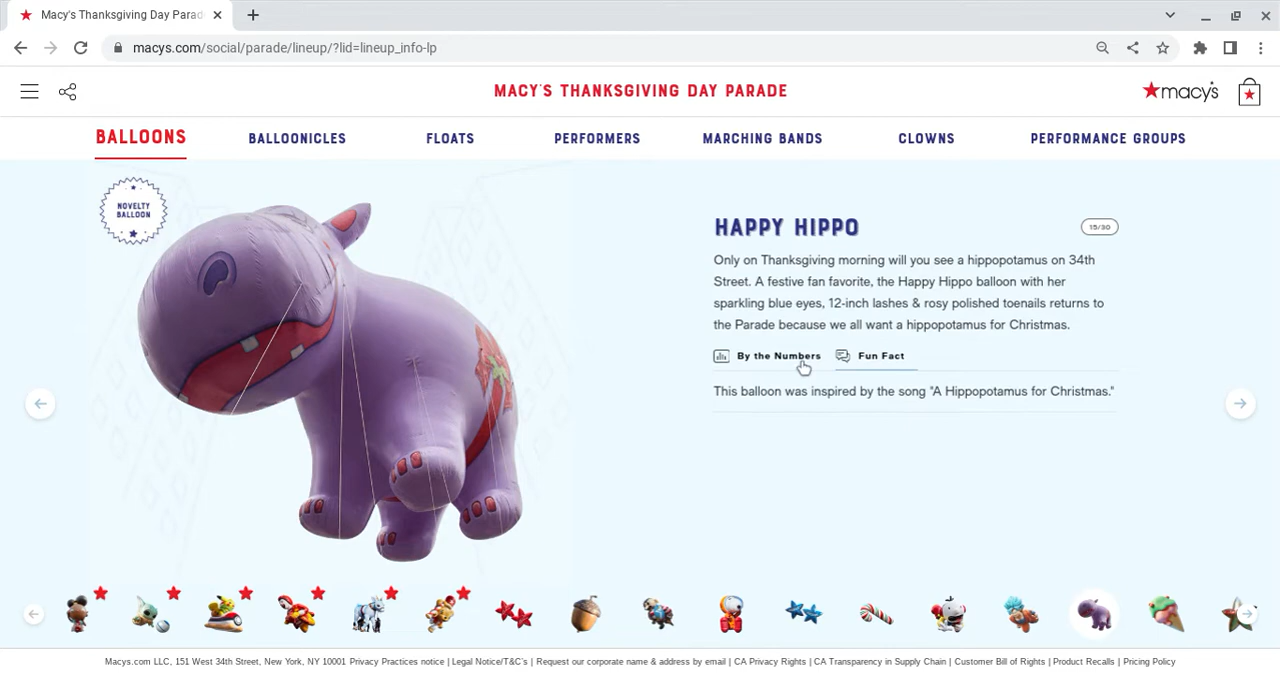 Macy's Thanksgiving Day Parad
macys.com/social/parade/lineup/?lid=lineup_info-lp
MACY'S THANKSGIVING DAY PARADE
macy's
BALLOONS
BALLOONICLES
FLOATS
PERFORMERS
MARCHING BANDS
CLOWNS
PERFORMANCE GROUPS
NOVELTY
BALLOON
HAPPY HIPPO
15/30
Only on Thanksgiving morning will you see a hippopotamus on 34th
Street. A festive fan favorite, the Happy Hippo balloon with her
sparkling blue eyes, 12-inch lashes & rosy polished toenails returns to
the Parade because we all want a hippopotamus for Christmas.
By the Numbers
Fun Fact
This balloon was inspired by the song "A Hippopotamus for Christmas."
Macys.com LLC, 151 West 34th Street, New York, NY 10001 Privacy Practices notice | Legal Notice/T&C's | Request our corporate name & address by email | CA Privacy Rights | CA Transparency in Supply Chain | Customer Bill of Rights | Product Recalls | Pricing Policy